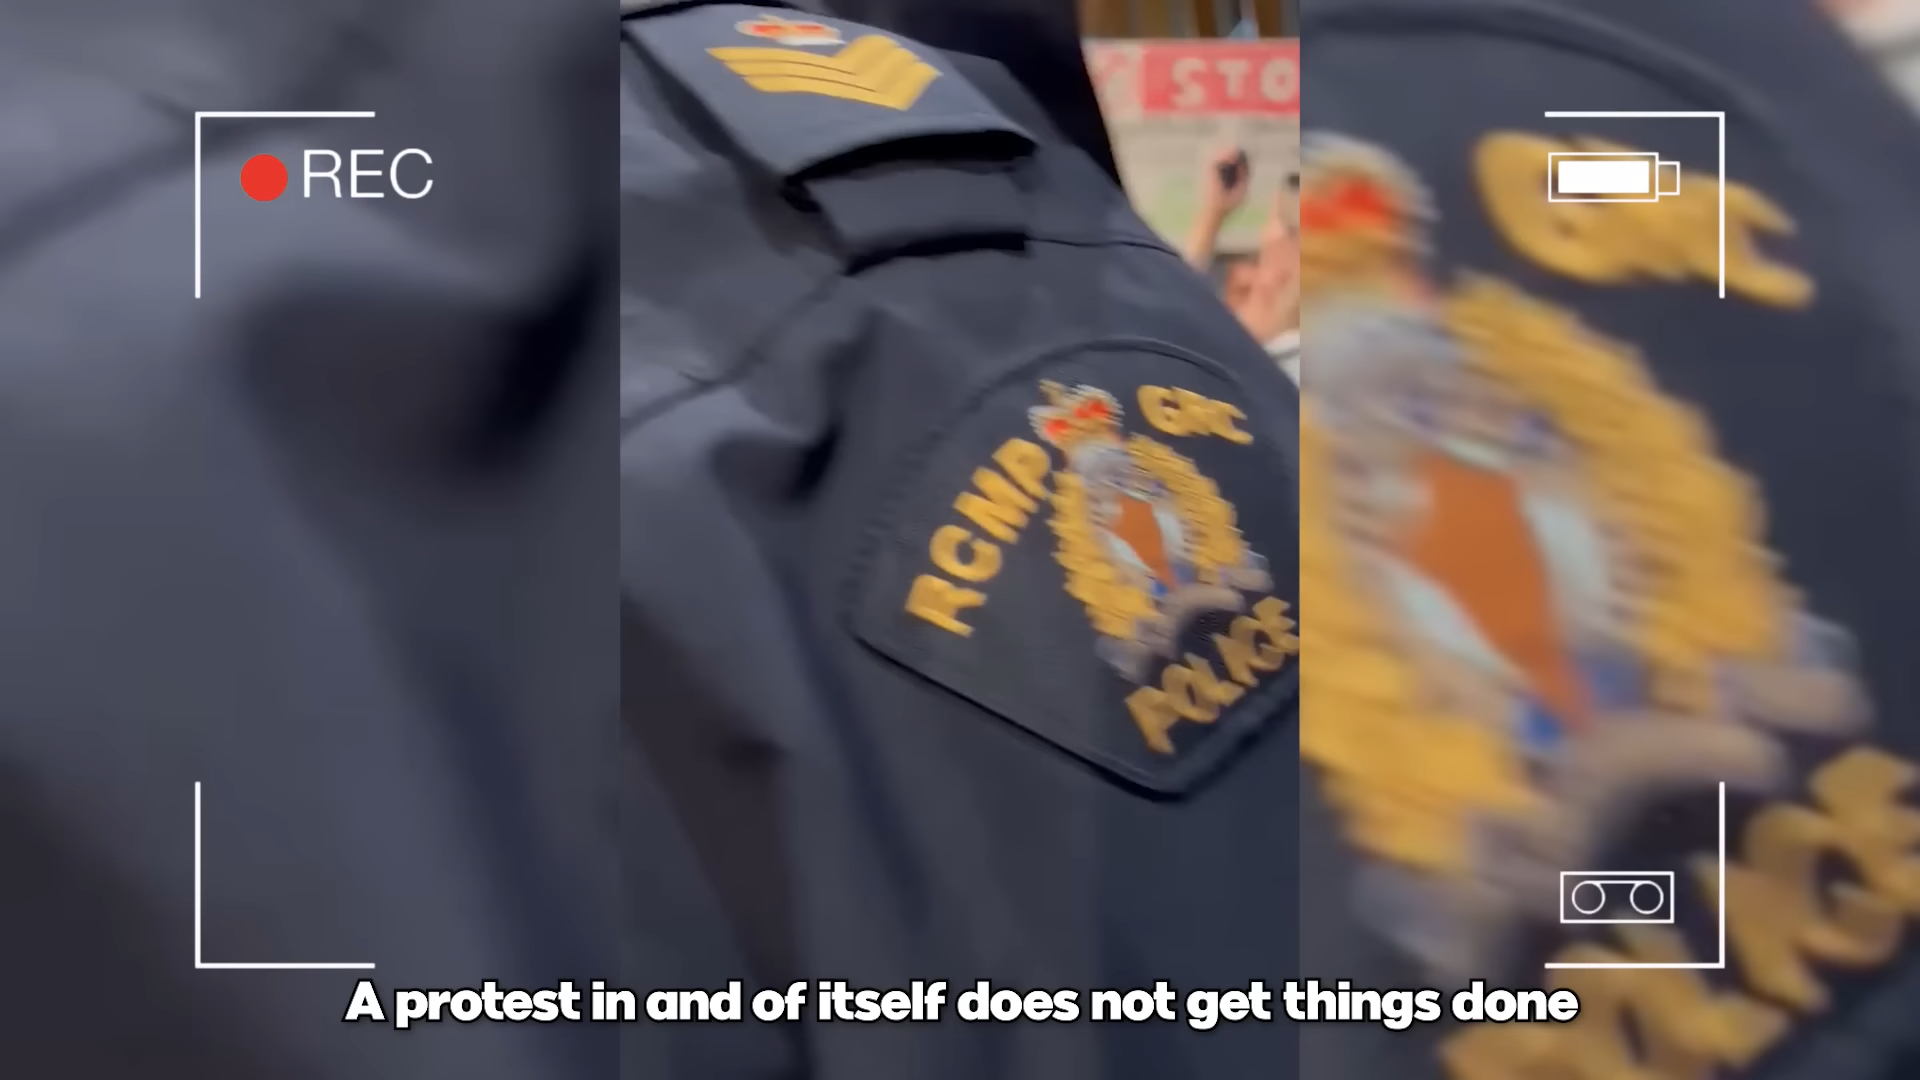 REC
STO
GRC
RCMP
POLICE
A protest in and of itself does not get things done